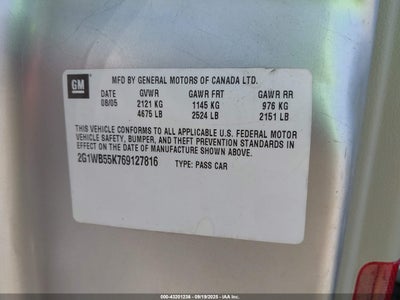 GM
MFD BY GENERAL MOTORS OF CANADA LTD.
DATE GVWR GAWR FRT GAWR RR
08/05 2121 KG 1145 KG 976 KG
4675 LB 2524 LB 2151 LB
THIS VEHICLE CONFORMS TO ALL APPLICABLE U.S. FEDERAL MOTOR
VEHICLE SAFETY, BUMPER, AND THEFT PREVENTION STANDARDS IN
EFFECT ON THE DATE OF MANUFACTURE SHOWN ABOVE.
2G1WB55K769127816 TYPE: PASS CAR
000-43201238 - 09/19/2025 - IAA Inc.